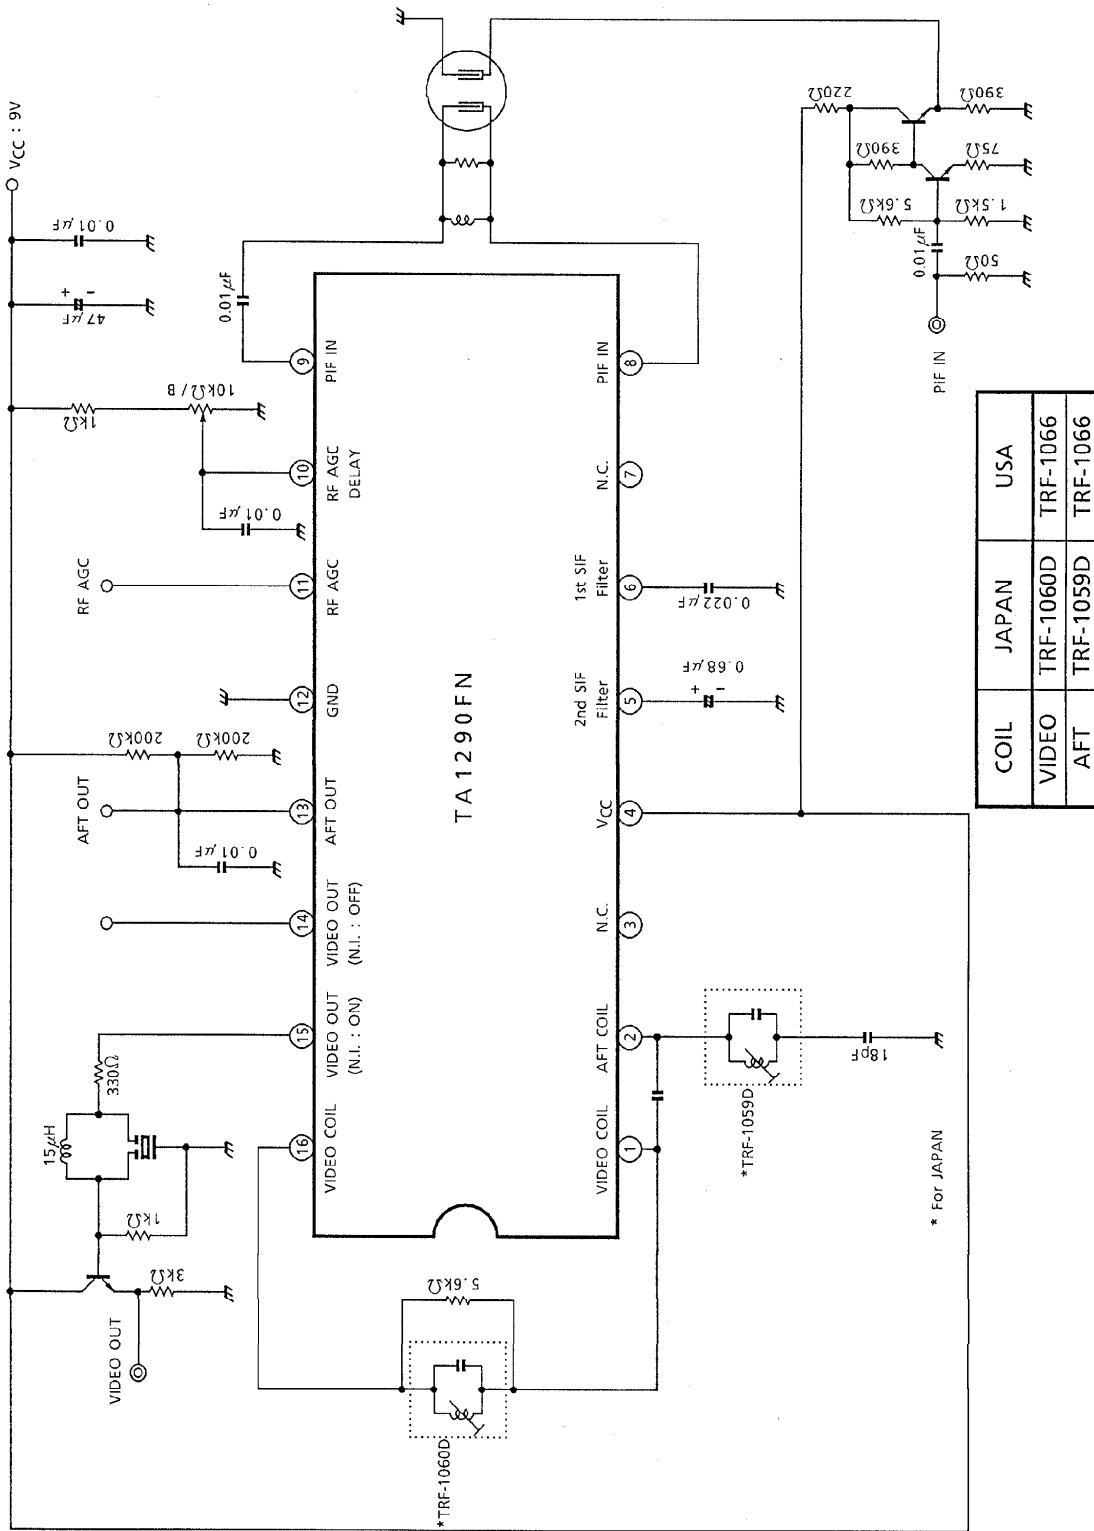 VCC : 9V
0.01μF
47μF
+
-
0.01μF
1kΩ
10kΩ/B
0.01μF
RF AGC
200kΩ
200kΩ
AFT OUT
0.01μF
330Ω
15μH
1kΩ
3kΩ
VIDEO OUT
9
PIF IN
10
RF AGC
DELAY
11
RF AGC
12
GND
13
AFT OUT
14
VIDEO OUT
(N.I. : OFF)
15
VIDEO OUT
(N.I. : ON)
16
VIDEO COIL
TA1290FN
8
PIF IN
7
N.C.
6
1st SIF
Filter
5
2nd SIF
Filter
4
VCC
3
N.C.
2
AFT COIL
1
VIDEO COIL
0.022μF
0.68μF
+
-
5.6kΩ
*TRF-1060D
*TRF-1059D
18pF
* For JAPAN
220Ω
390Ω
390Ω
75Ω
5.6kΩ
1.5kΩ
0.01μF
50Ω
PIF IN
COIL JAPAN USA
VIDEO TRF-1060D TRF-1066
AFT TRF-1059D TRF-1066